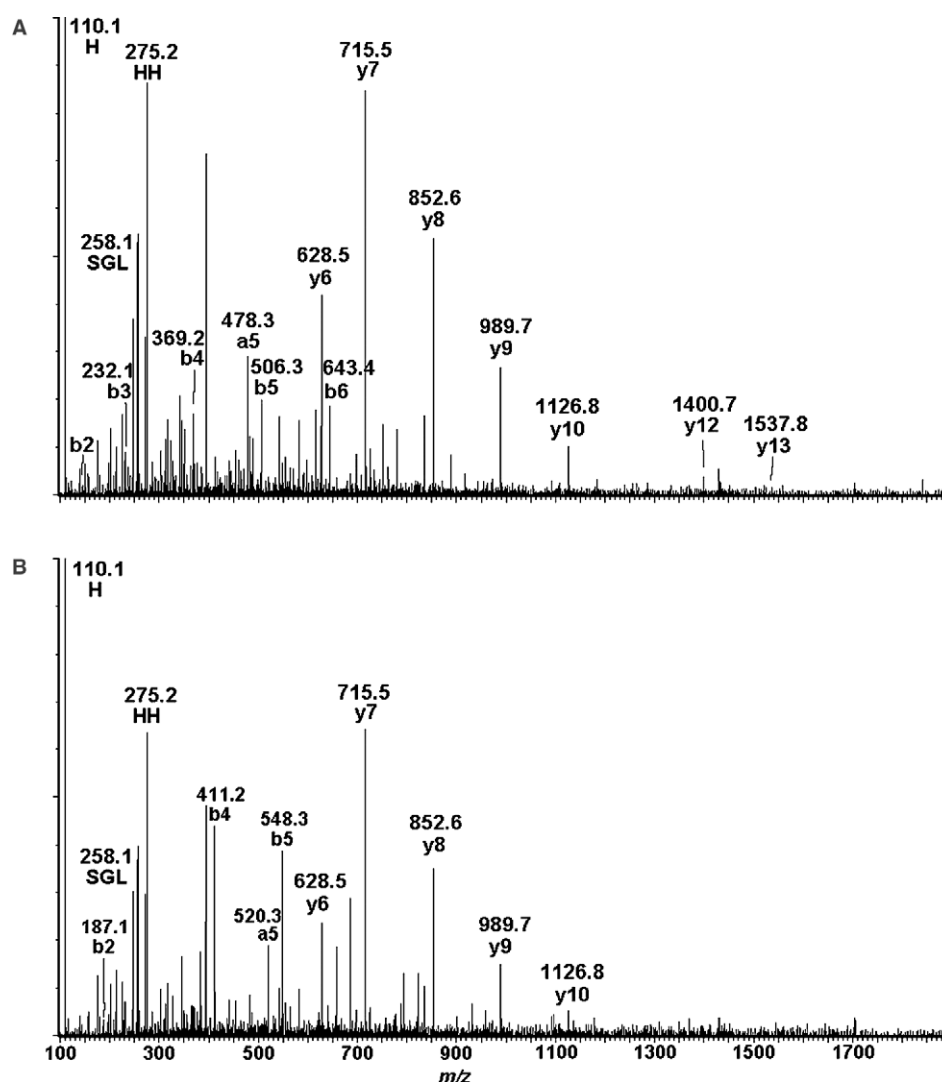 A
110.1
H
275.2
HH
715.5
y7
852.6
y8
258.1
SGL
628.5
y6
478.3
a5
369.2
b4
506.3
b5
643.4
b6
232.1
b3
989.7
y9
b2
1126.8
y10
1400.7
y12
1537.8
y13
B
110.1
H
275.2
HH
715.5
y7
411.2
b4
548.3
b5
852.6
y8
258.1
SGL
628.5
y6
187.1
b2
520.3
a5
989.7
y9
1126.8
y10
100 300 500 700 900 1100 1300 1500 1700
m/z